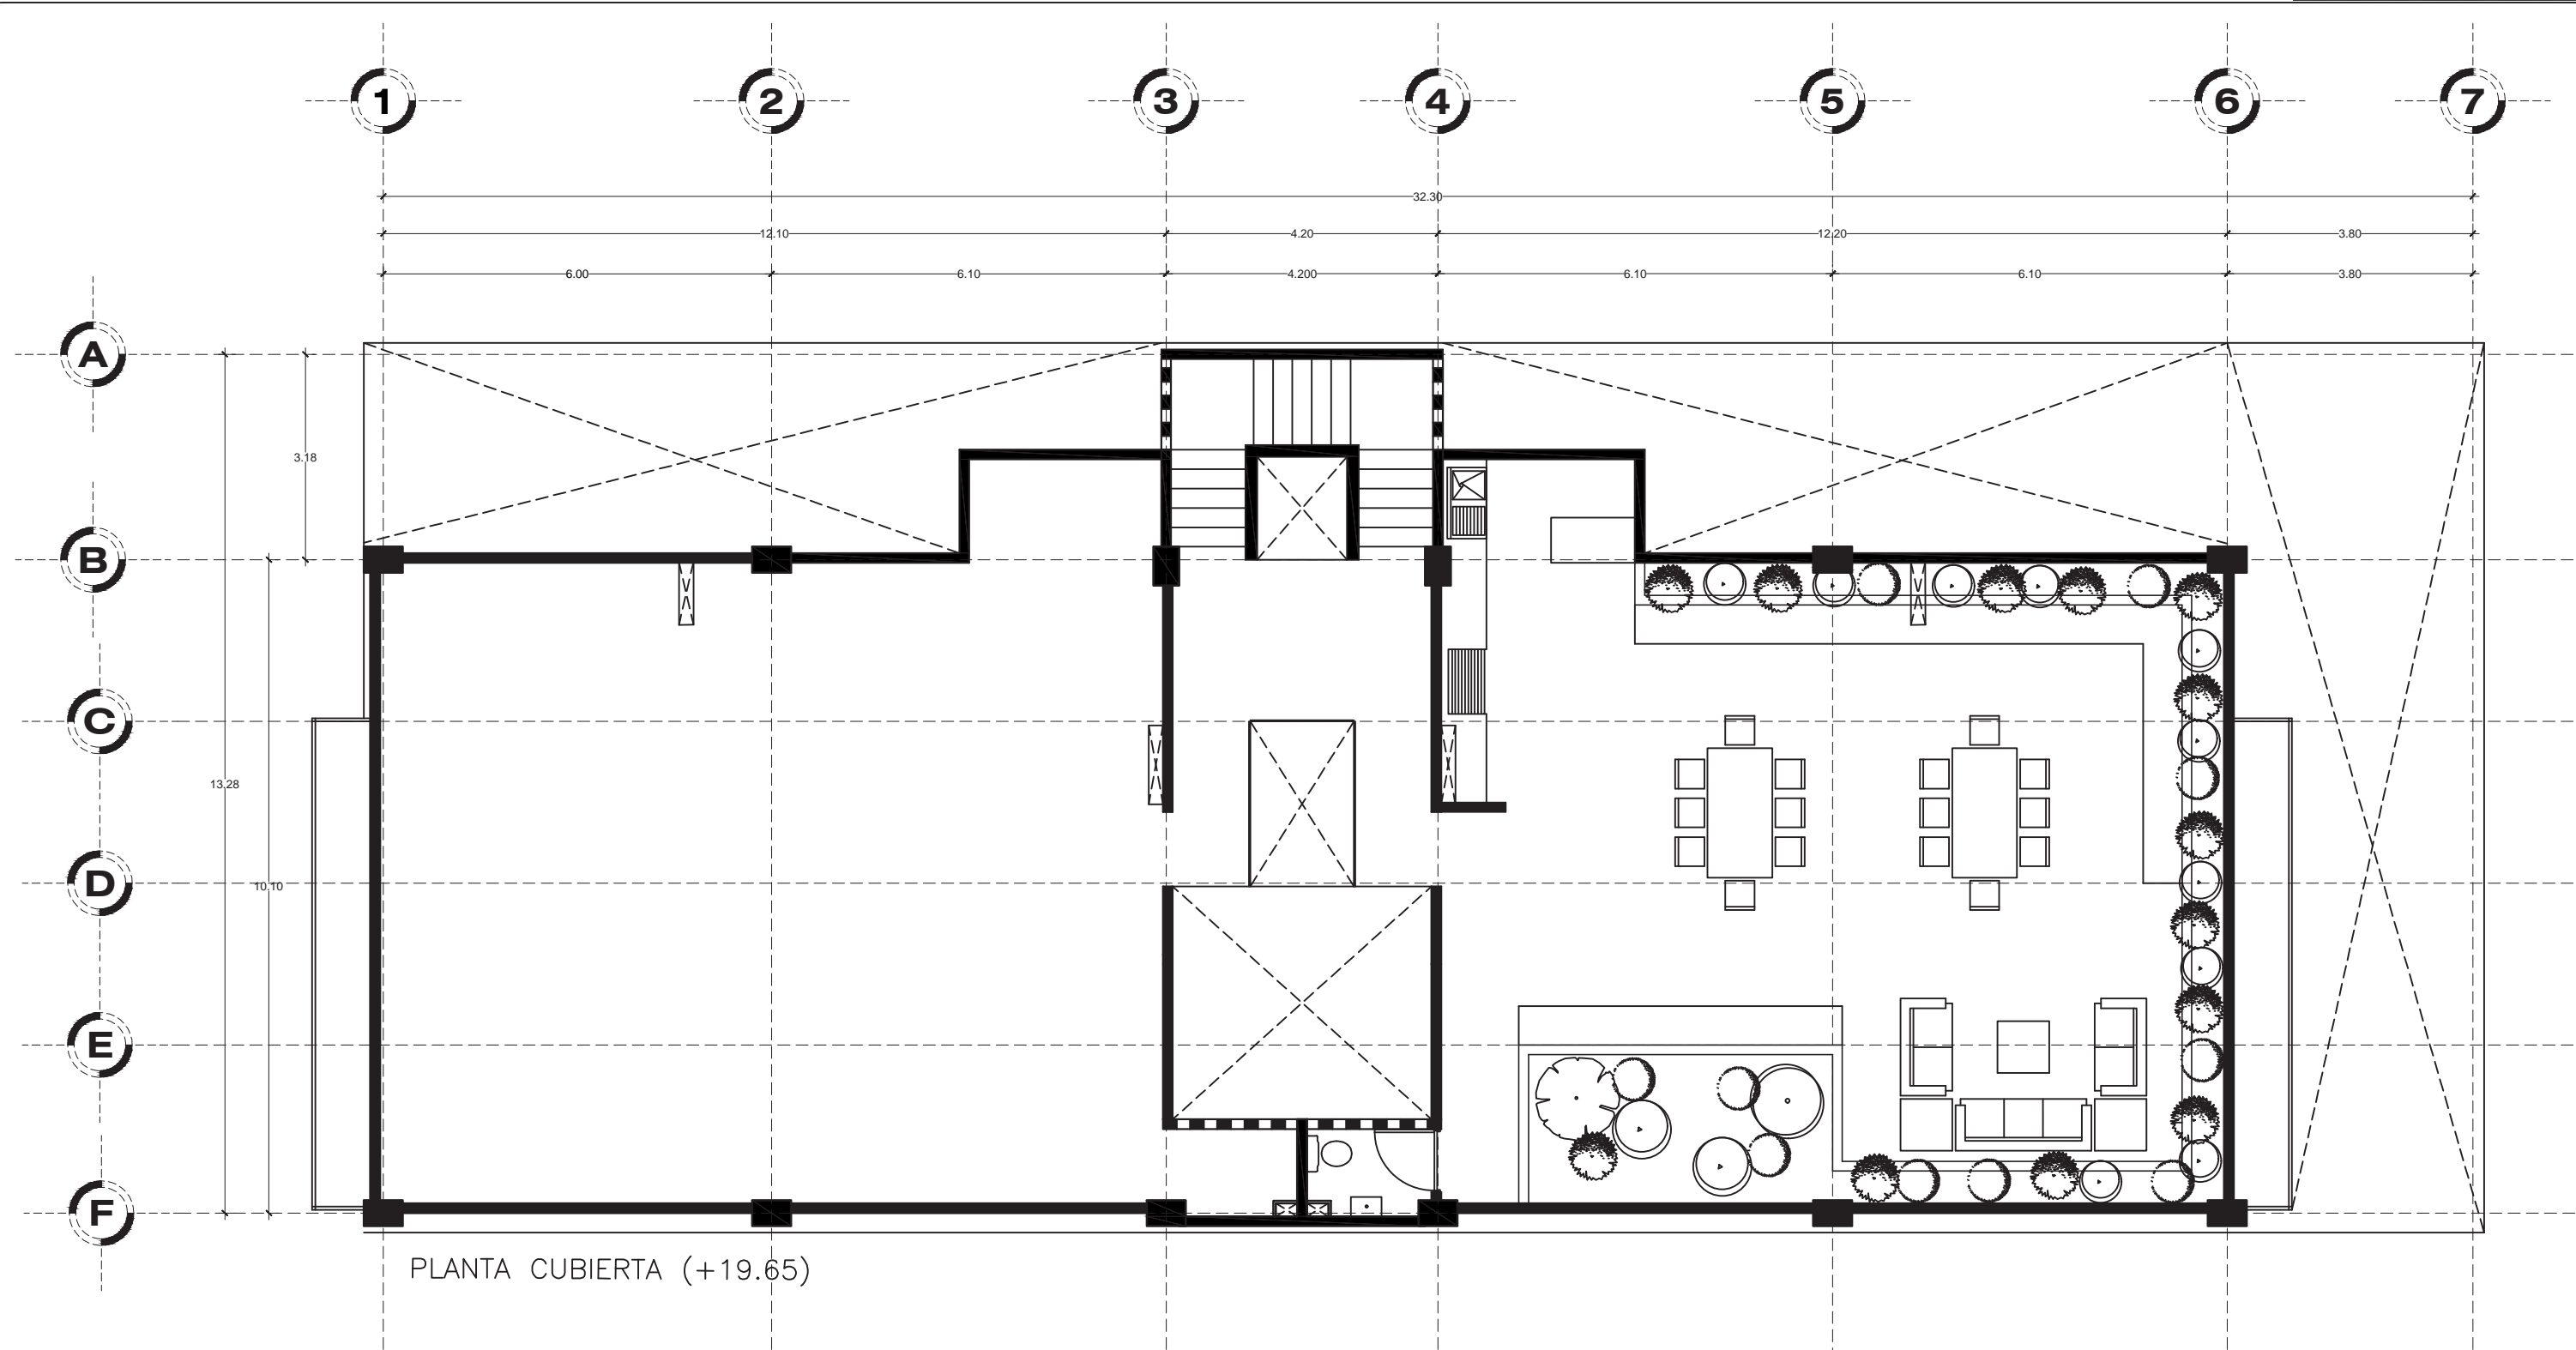 1 2 3 4 5 6 7
32.30
12.10 4.20 12.20 3.80
6.00 6.10 4.200 6.10 6.10 3.80
A
3.18
B
C
13.28
D
10.10
E
F
PLANTA CUBIERTA (+19.65)